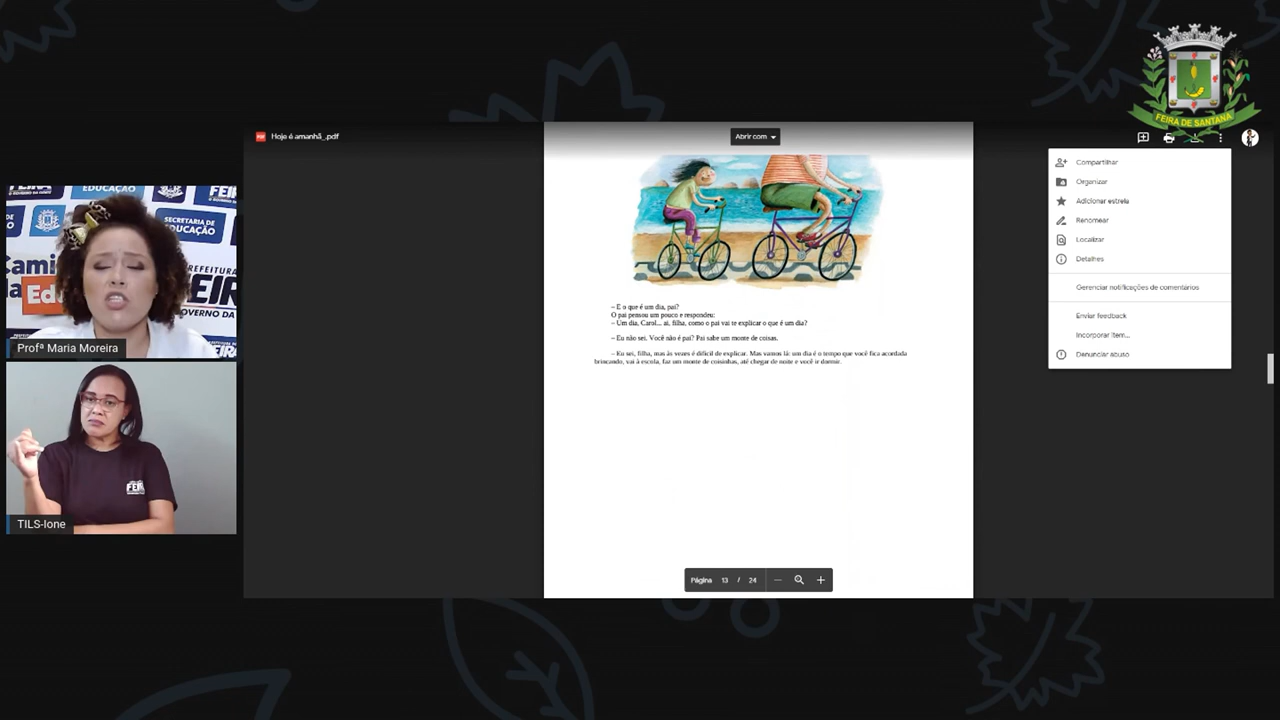 FEIRA DE SANTANA
Hoje é amanhã_.pdf
Abrir com
Compartilhar
Organizar
Adicionar estrela
Renomear
Localizar
Detalhes
Gerenciar notificações de comentários
Enviar feedback
Incorporar item...
Denunciar abuso
– E o que é um dia, pai?
O pai pensou um pouco e respondeu:
– Um dia, Carol... ai, filha, como o pai vai te explicar o que é um dia?
– Eu não sei. Você não é pai? Pai sabe um monte de coisas.
– Eu sei, filha, mas às vezes é difícil de explicar. Mas vamos lá: um dia é o tempo que você fica acordada
brincando, vai à escola, faz um monte de coisinhas, até chegar de noite e você ir dormir.
Página 13 / 24
EDUCAÇÃO
SECRETARIA DE
EDUCAÇÃO
PREFEITURA
GOVERNO DA
Profª Maria Moreira
FEIRA
TILS-Ione